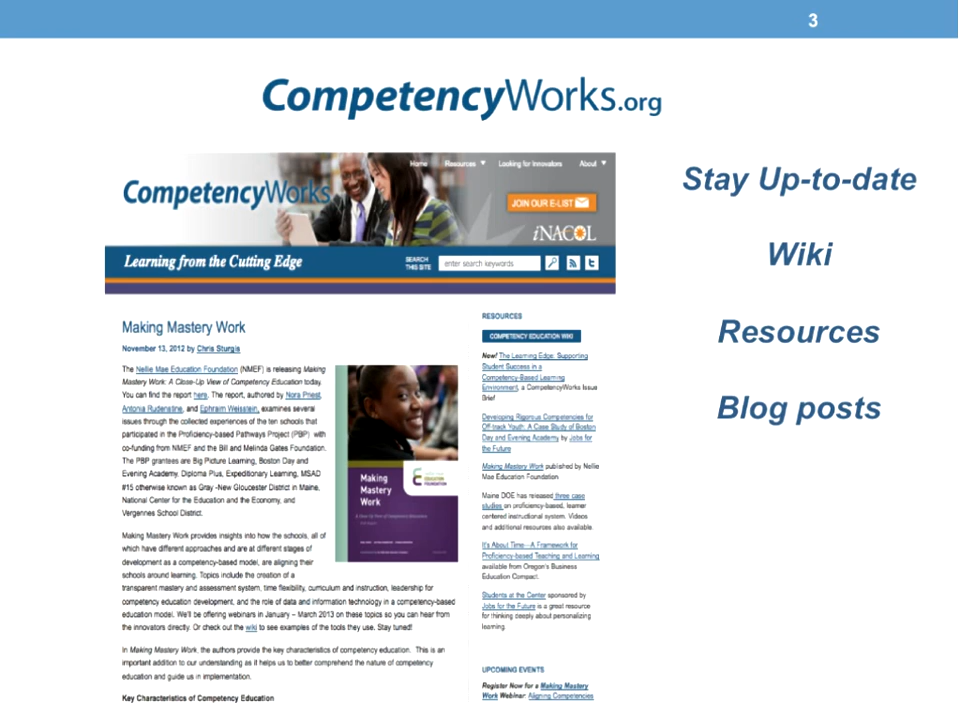 3
CompetencyWorks.org
Home Resources Looking for Innovators About
CompetencyWorks
JOIN OUR E-LIST
iNACOL
Learning from the Cutting Edge
SEARCH
THIS SITE
enter search keywords
Stay Up-to-date
Wiki
Resources
Blog posts
Making Mastery Work
November 13, 2012 by Chris Sturgis
The Nellie Mae Education Foundation (NMEF) is releasing Making
Mastery Work: A Close-Up View of Competency Education today.
You can find the report here. The report, authored by Nora Priest,
Antonia Rudenstine, and Ephraim Weisstein, examines several
issues through the collected experiences of the ten schools that
participated in the Proficiency-based Pathways Project (PBP) with
co-funding from NMEF and the Bill and Melinda Gates Foundation.
The PBP grantees are Big Picture Learning, Boston Day and
Evening Academy, Diploma Plus, Expeditionary Learning, MSAD
#15 otherwise known as Gray -New Gloucester District in Maine,
National Center for the Education and the Economy, and
Vergennes School District.
Making Mastery Work provides insights into how the schools, all of
which have different approaches and are at different stages of
development as a competency-based model, are aligning their
schools around learning. Topics include the creation of a
transparent mastery and assessment system, time flexibility, curriculum and instruction, leadership for
competency education development, and the role of data and information technology in a competency-based
education model. We'll be offering webinars in January – March 2013 on these topics so you can hear from
the innovators directly. Or check out the wiki to see examples of the tools they use. Stay tuned!
In Making Mastery Work, the authors provide the key characteristics of competency education. This is an
important addition to our understanding as it helps us to better comprehend the nature of competency
education and guide us in implementation.
Key Characteristics of Competency Education
Making
Mastery
Work
EDUCATION
FOUNDATION
RESOURCES
COMPETENCY EDUCATION WIKI
New! The Learning Edge: Supporting
Student Success in a
Competency-Based Learning
Environment, a CompetencyWorks Issue
Brief
Developing Rigorous Competencies for
Off-track Youth: A Case Study of Boston
Day and Evening Academy by Jobs for
the Future
Making Mastery Work published by Nellie
Mae Education Foundation
Maine DOE has released three case
studies on proficiency-based, learner
centered instructional system. Videos
and additional resources also available.
It's About Time—A Framework for
Proficiency-based Teaching and Learning
available from Oregon's Business
Education Compact.
Students at the Center sponsored by
Jobs for the Future is a great resource
for thinking deeply about personalizing
learning.
UPCOMING EVENTS
Register Now for a Making Mastery
Work Webinar: Aligning Competencies